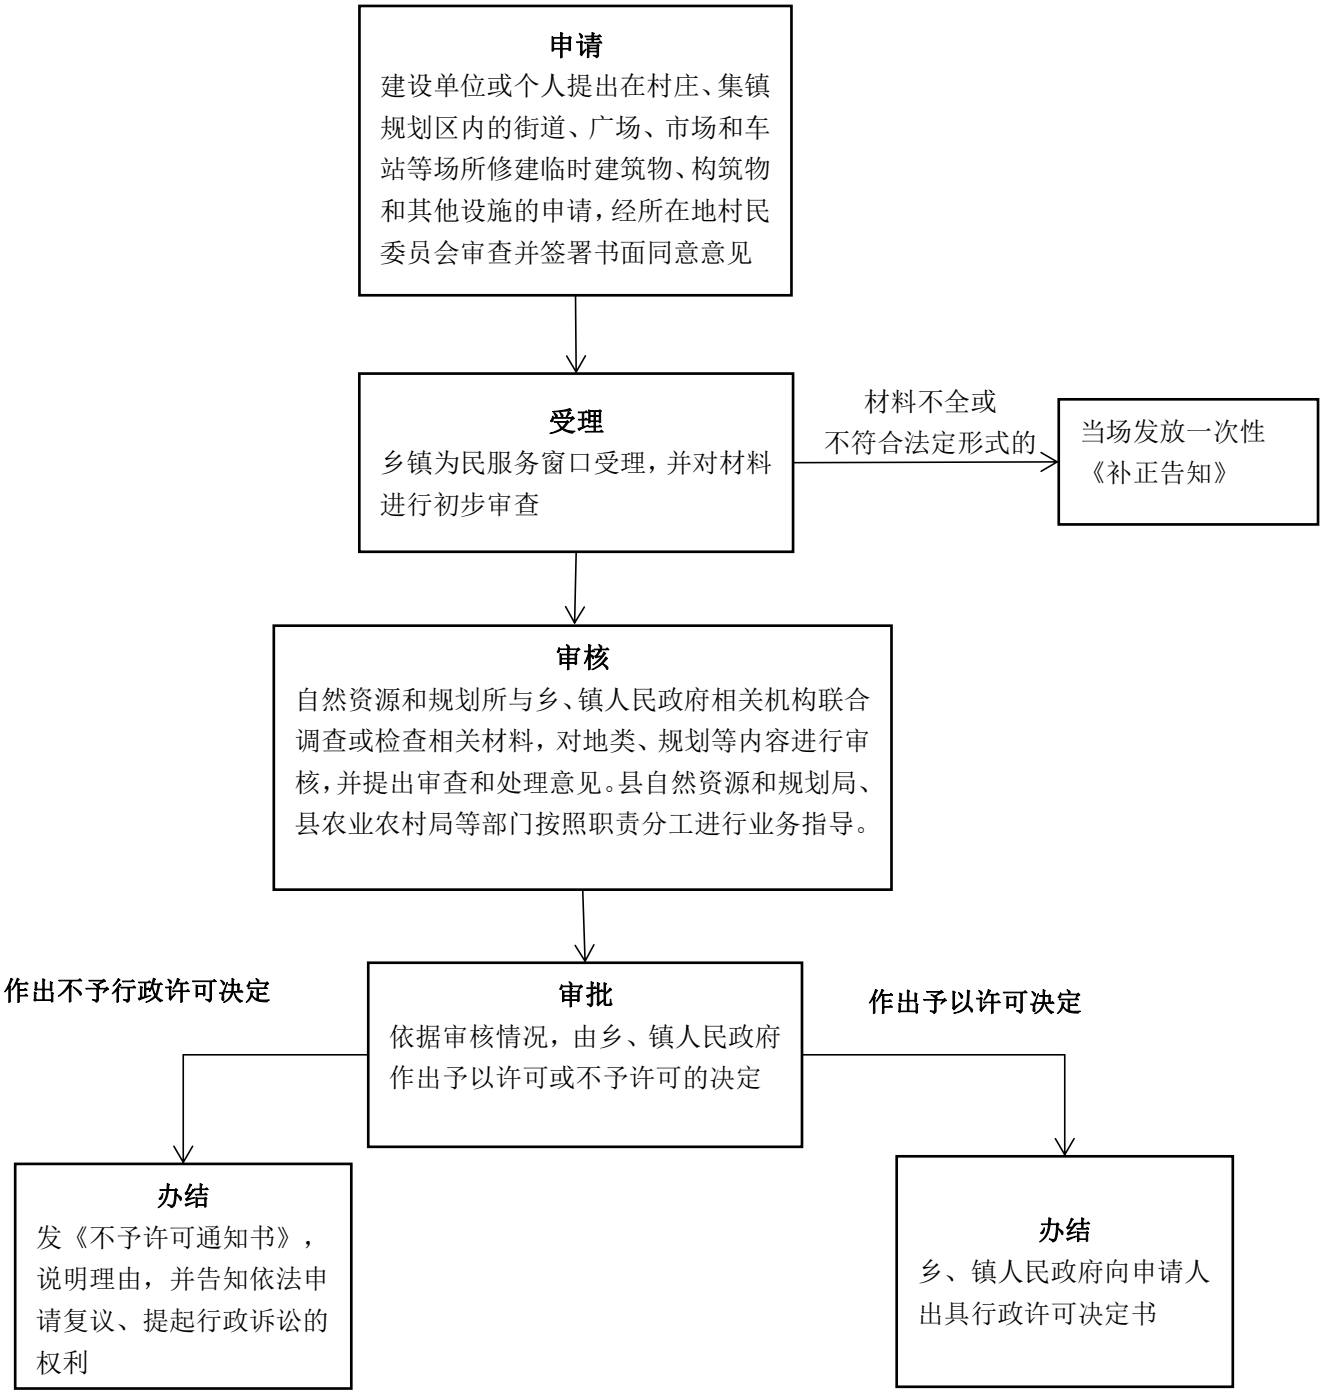 申请
建设单位或个人提出在村庄、集镇
规划区内的街道、广场、市场和车
站等场所修建临时建筑物、构筑物
和其他设施的申请，经所在地村民
委员会审查并签署书面同意意见
受理
乡镇为民服务窗口受理，并对材料
进行初步审查
材料不全或
不符合法定形式的
当场发放一次性
《补正告知》
审核
自然资源和规划所与乡、镇人民政府相关机构联合
调查或检查相关材料，对地类、规划等内容进行审
核，并提出审查和处理意见。县自然资源和规划局、
县农业农村局等部门按照职责分工进行业务指导。
作出不予行政许可决定
审批
依据审核情况，由乡、镇人民政府
作出予以许可或不予许可的决定
作出予以许可决定
办结
发《不予许可通知书》，
说明理由，并告知依法申
请复议、提起行政诉讼的
权利
办结
乡、镇人民政府向申请人
出具行政许可决定书